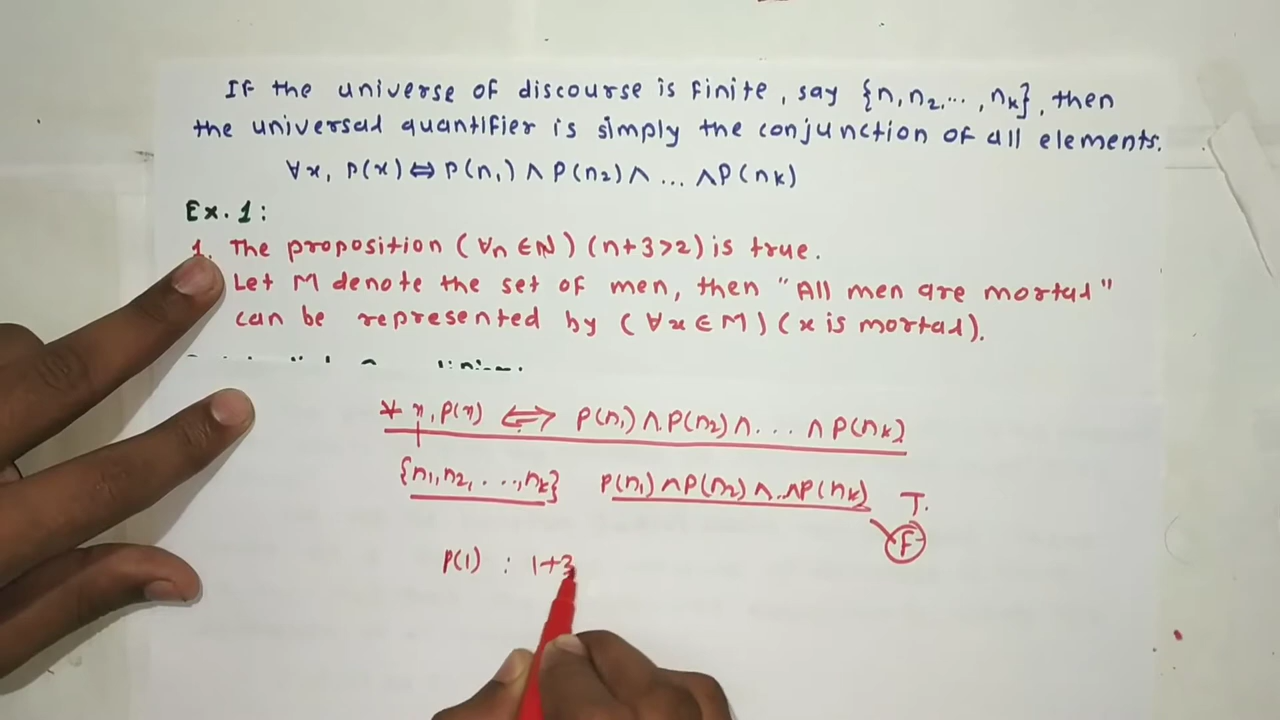 If the universe of discourse is finite, say {n, n₂, ..., nₖ}, then
the universal quantifier is simply the conjunction of all elements.
∀x, P(x) ⇔ P(n₁) ∧ P(n₂) ∧ ... ∧ P(nₖ)
Ex. 1:
1. The proposition (∀n ∈ N) (n+3>2) is true.
Let M denote the set of men, then "All men are mortal"
can be represented by (∀x ∈ M) (x is mortal).
∀ x, P(x) ⇔ P(n₁) ∧ P(n₂) ∧ ... ∧ P(nₖ)
{n₁, n₂, ..., nₖ} P(n₁) ∧ P(n₂) ∧ .. ∧ P(nₖ) T.
F
P(1) : 1+3